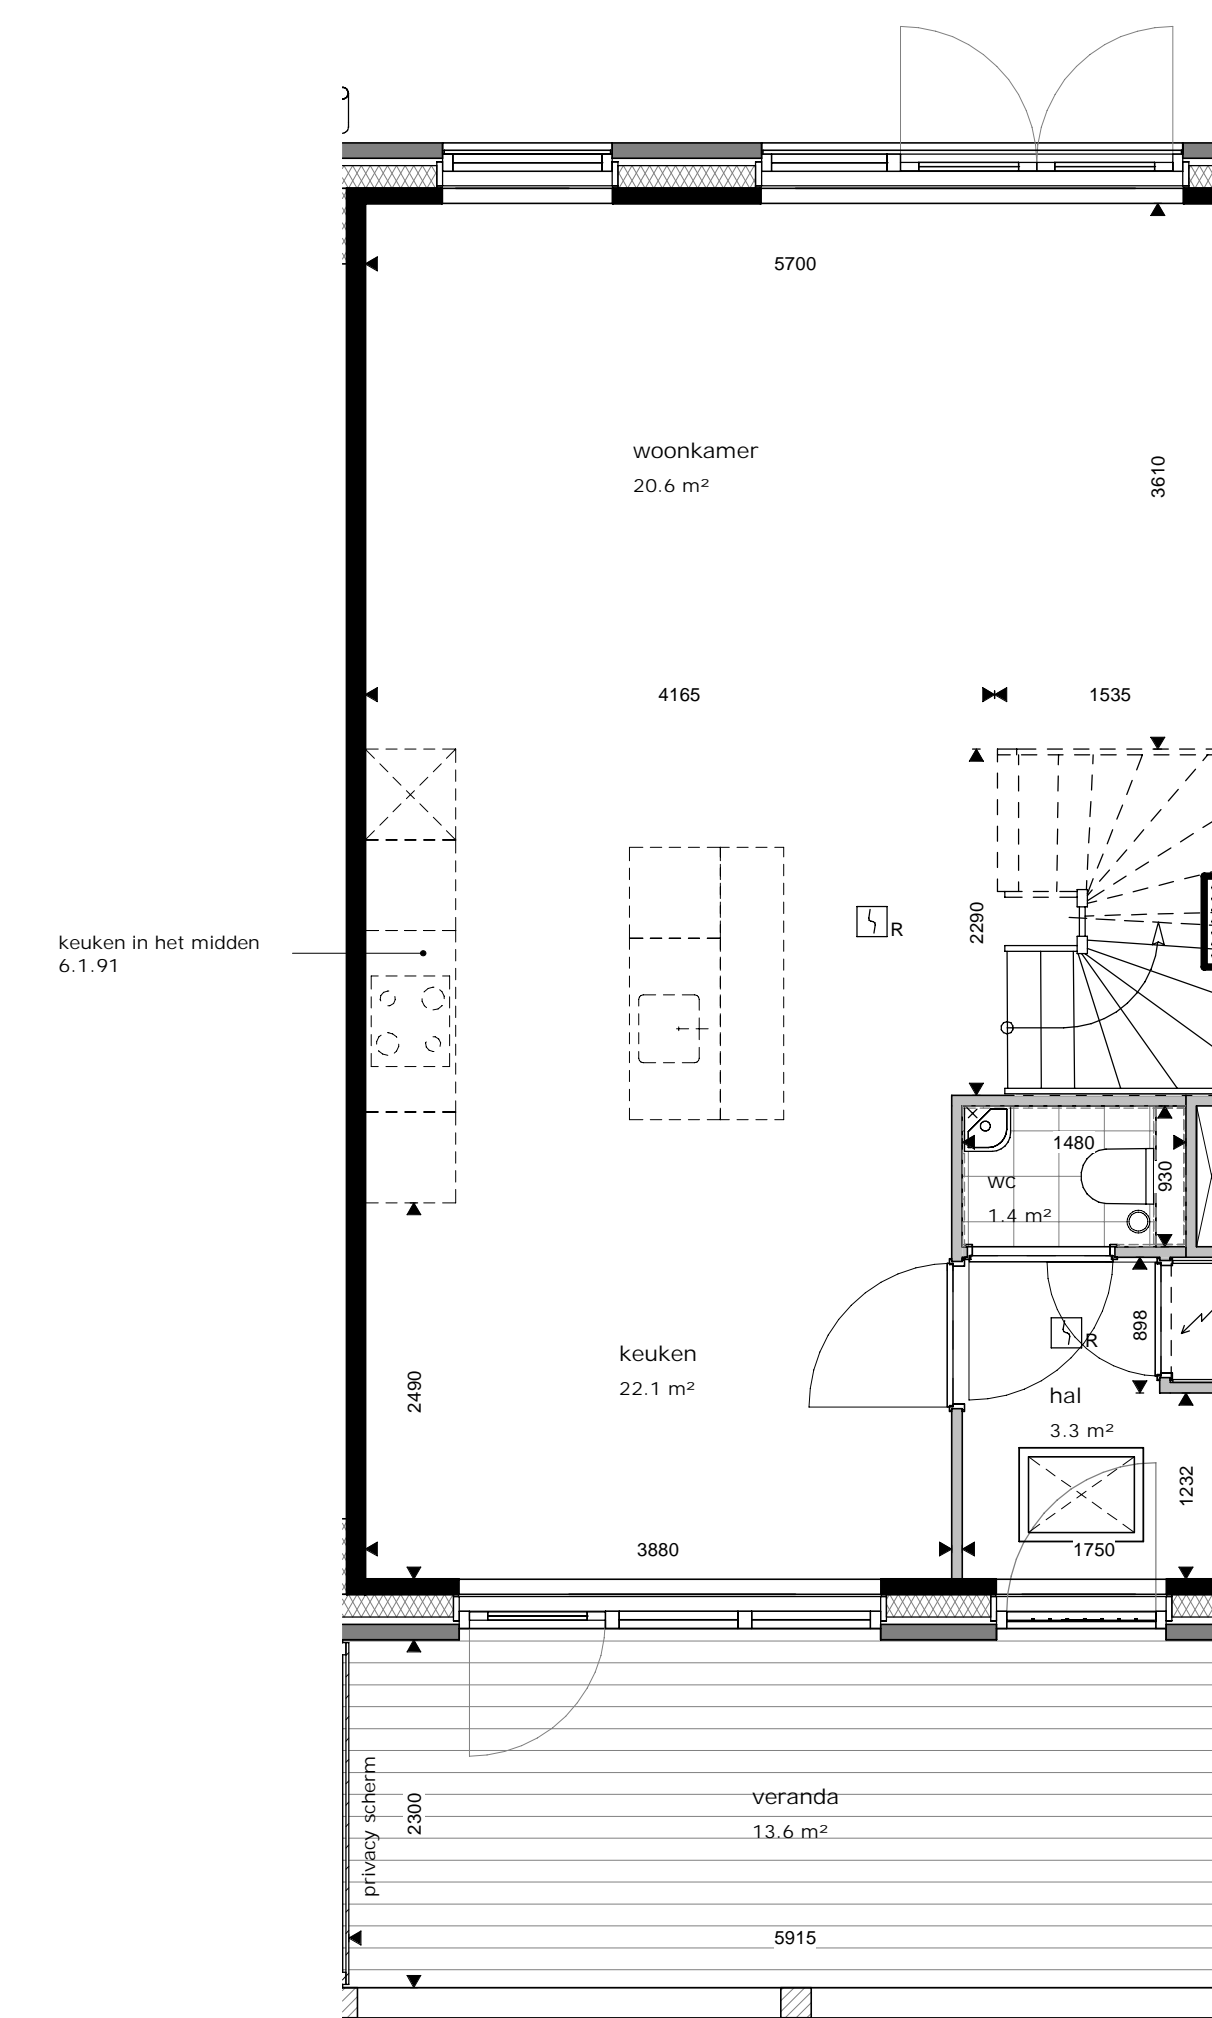 5700
woonkamer
20.6 m²
3610
4165
1535
keuken in het midden
6.1.91
R
2290
1480
930
wc
1.4 m²
898
R
keuken
22.1 m²
2490
hal
3.3 m²
1232
3880
1750
privacy scherm
2300
veranda
13.6 m²
5915